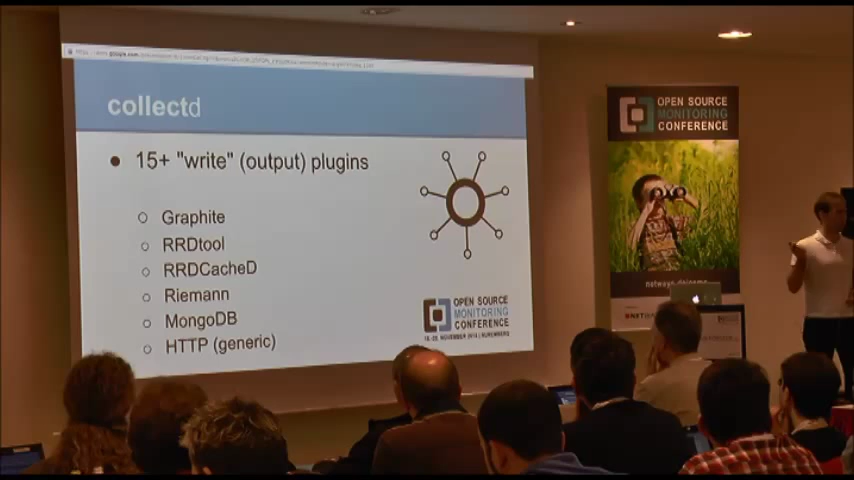 collectd
● 15+ "write" (output) plugins
○ Graphite
○ RRDtool
○ RRDCacheD
○ Riemann
○ MongoDB
○ HTTP (generic)
OPEN SOURCE
MONITORING
CONFERENCE
NUREMBERG
OPEN SOURCE
MONITORING
CONFERENCE